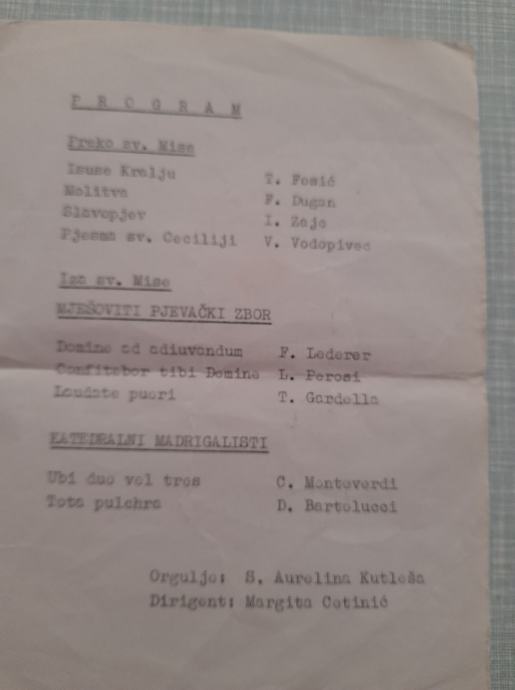 P R O G R A M
Preko sv. Mise
Isuse Kralju T. Fosić
Molitva F. Dugan
Slavopjev I. Zajc
Pjesma sv. Ceciliji V. Vodopivec
Iza sv. Mise
MJEŠOVITI PJEVAČKI ZBOR
Domine ad adiuvandum F. Lederer
Confitebor tibi Domine L. Perosi
Laudate pueri T. Gardella
KATEDRALNI MADRIGALISTI
Ubi duo vel tres C. Monteverdi
Tota pulchra D. Bartolucci
Orgulje: S. Aurelina Kutleša
Dirigent: Margita Cetinić